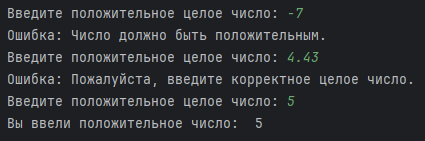 Введите положительное целое число: -7
Ошибка: Число должно быть положительным.
Введите положительное целое число: 4.43
Ошибка: Пожалуйста, введите корректное целое число.
Введите положительное целое число: 5
Вы ввели положительное число:  5